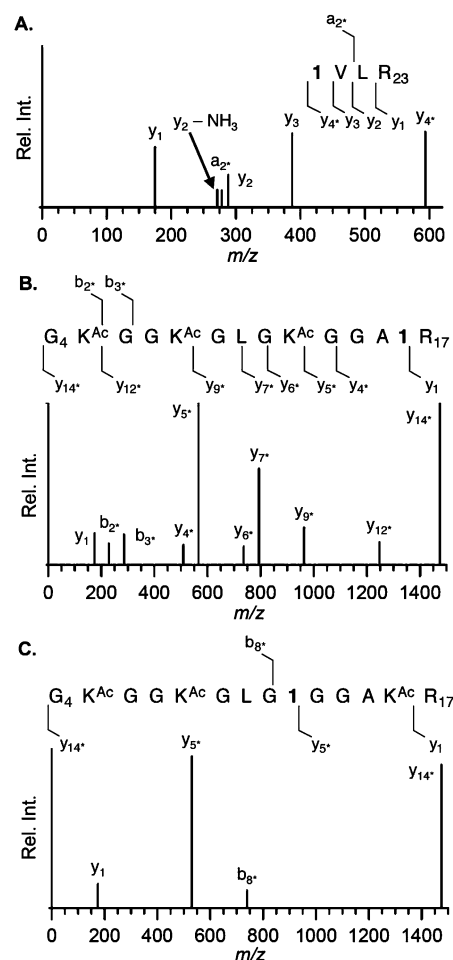 A.
a2*
1 V L R23
y4* y3 y2 y1
y1
y2 – NH3
a2*
y2
y3
y4*
Rel. Int.
0 100 200 300 400 500 600
m/z
B.
b2* b3*
G4 KAc G G KAc G L G KAc G G A 1 R17
y14* y12* y9* y7* y6* y5* y4* y1
y1
b2*
b3*
y4*
y5*
y6*
y7*
y9*
y12*
y14*
Rel. Int.
0 200 400 600 800 1000 1200 1400
m/z
C.
b8*
G4 KAc G G KAc G L G 1 G G A KAc R17
y14* y5* y1
y1
y5*
b8*
y14*
Rel. Int.
0 200 400 600 800 1000 1200 1400
m/z